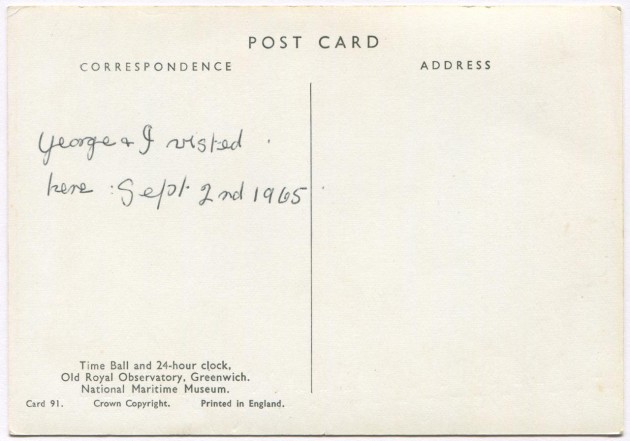 POST CARD
CORRESPONDENCE
ADDRESS
George & I visted
here : Sept. 2nd 1965
Time Ball and 24-hour clock,
Old Royal Observatory, Greenwich.
National Maritime Museum.
Card 91. Crown Copyright. Printed in England.